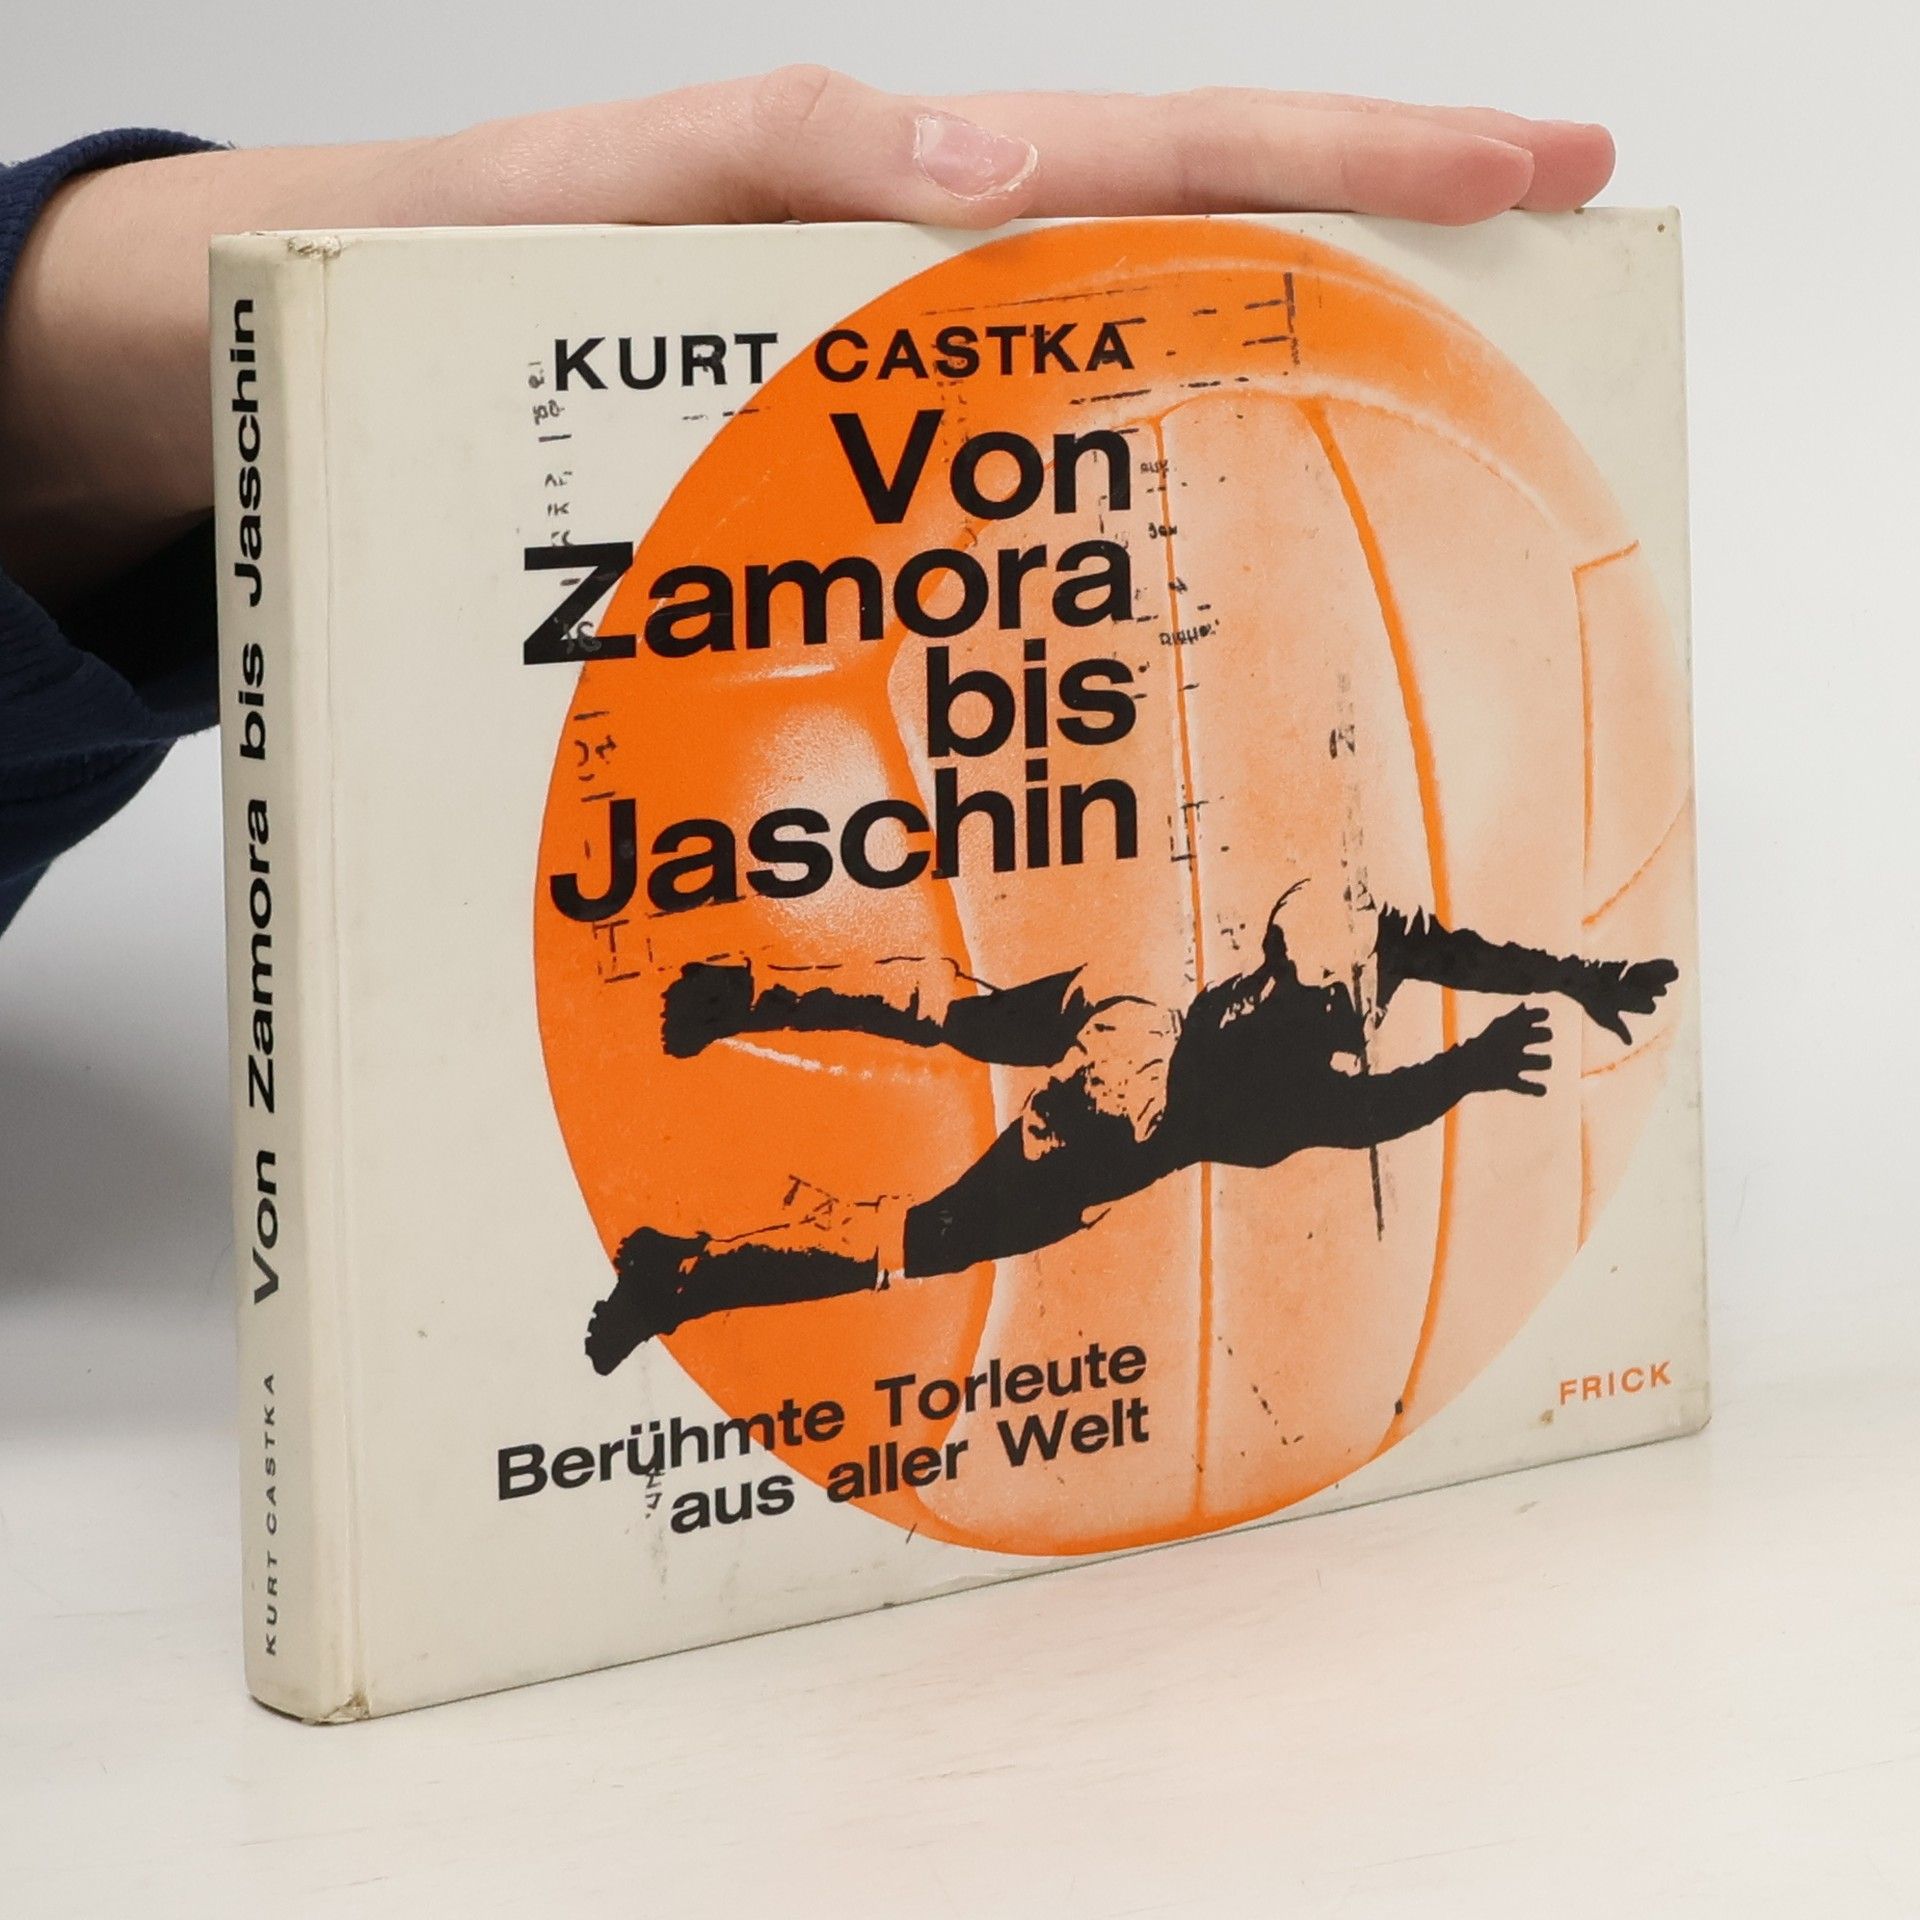 KURT CASTKA
Von
Zamora
bis
Jaschin
Berühmte Torleute
aus aller Welt
FRICK
KURT CASTKA Von Zamora bis Jaschin